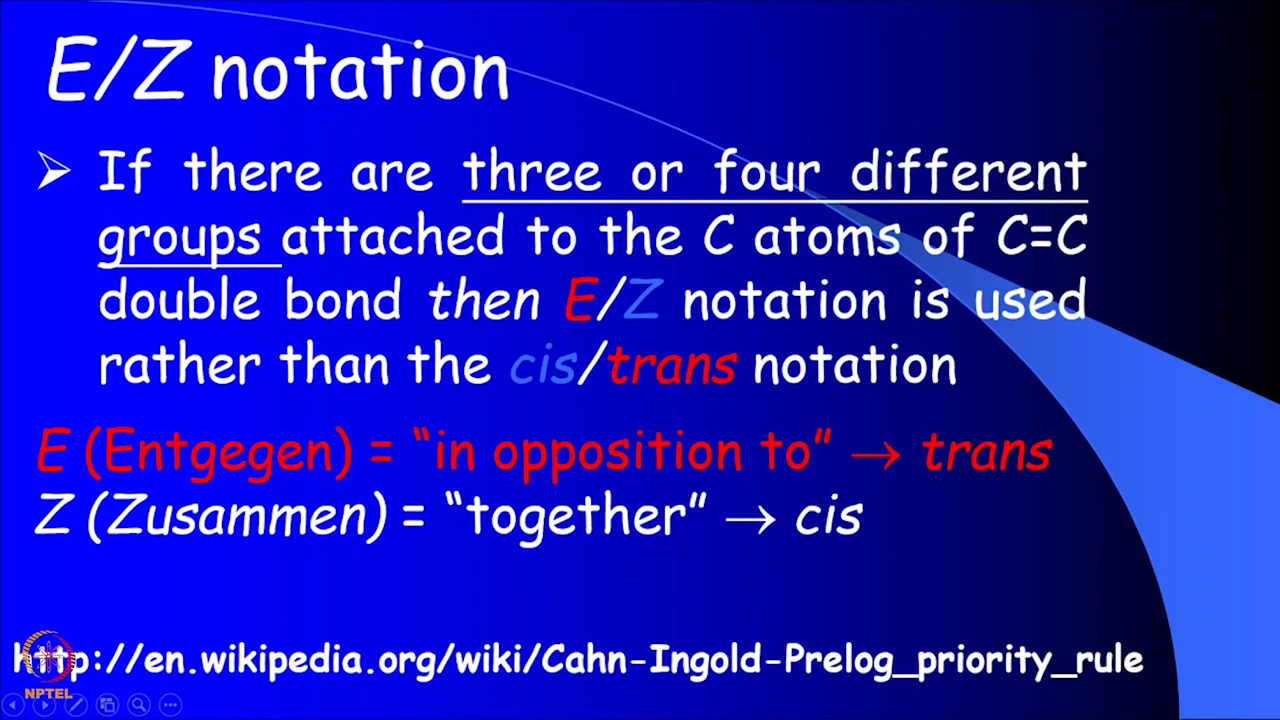 E/Z notation
If there are three or four different
groups attached to the C atoms of C=C
double bond then E/Z notation is used
rather than the cis/trans notation
E (Entgegen) = “in opposition to” → trans
Z (Zusammen) = “together” → cis
http://en.wikipedia.org/wiki/Cahn-Ingold-Prelog_priority_rule
NPTEL